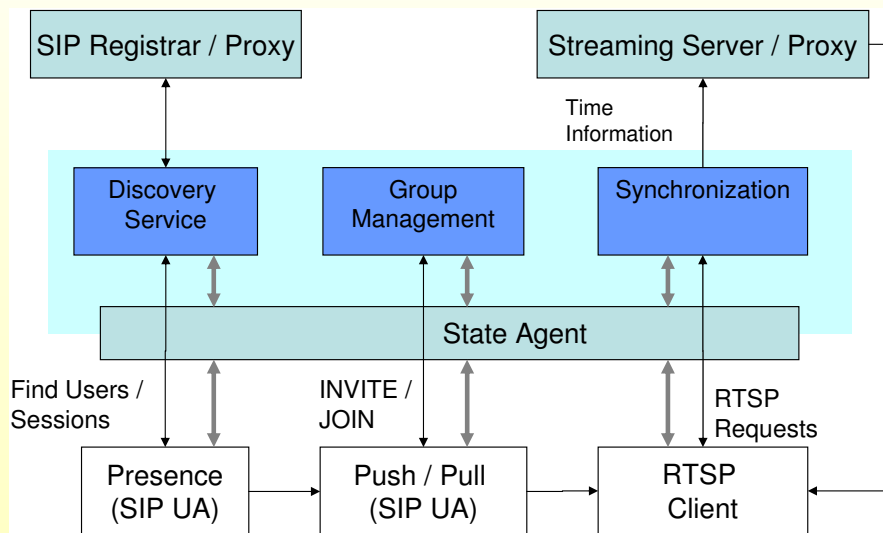 SIP Registrar / Proxy
Streaming Server / Proxy
Time
Information
Discovery
Service
Group
Management
Synchronization
State Agent
Find Users /
Sessions
INVITE /
JOIN
RTSP
Requests
Presence
(SIP UA)
Push / Pull
(SIP UA)
RTSP
Client